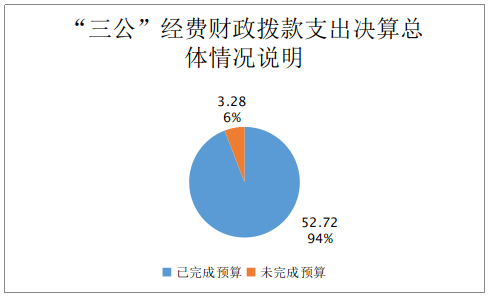 “三公”经费财政拨款支出决算总
体情况说明
3.28
6%
52.72
94%
已完成预算 未完成预算